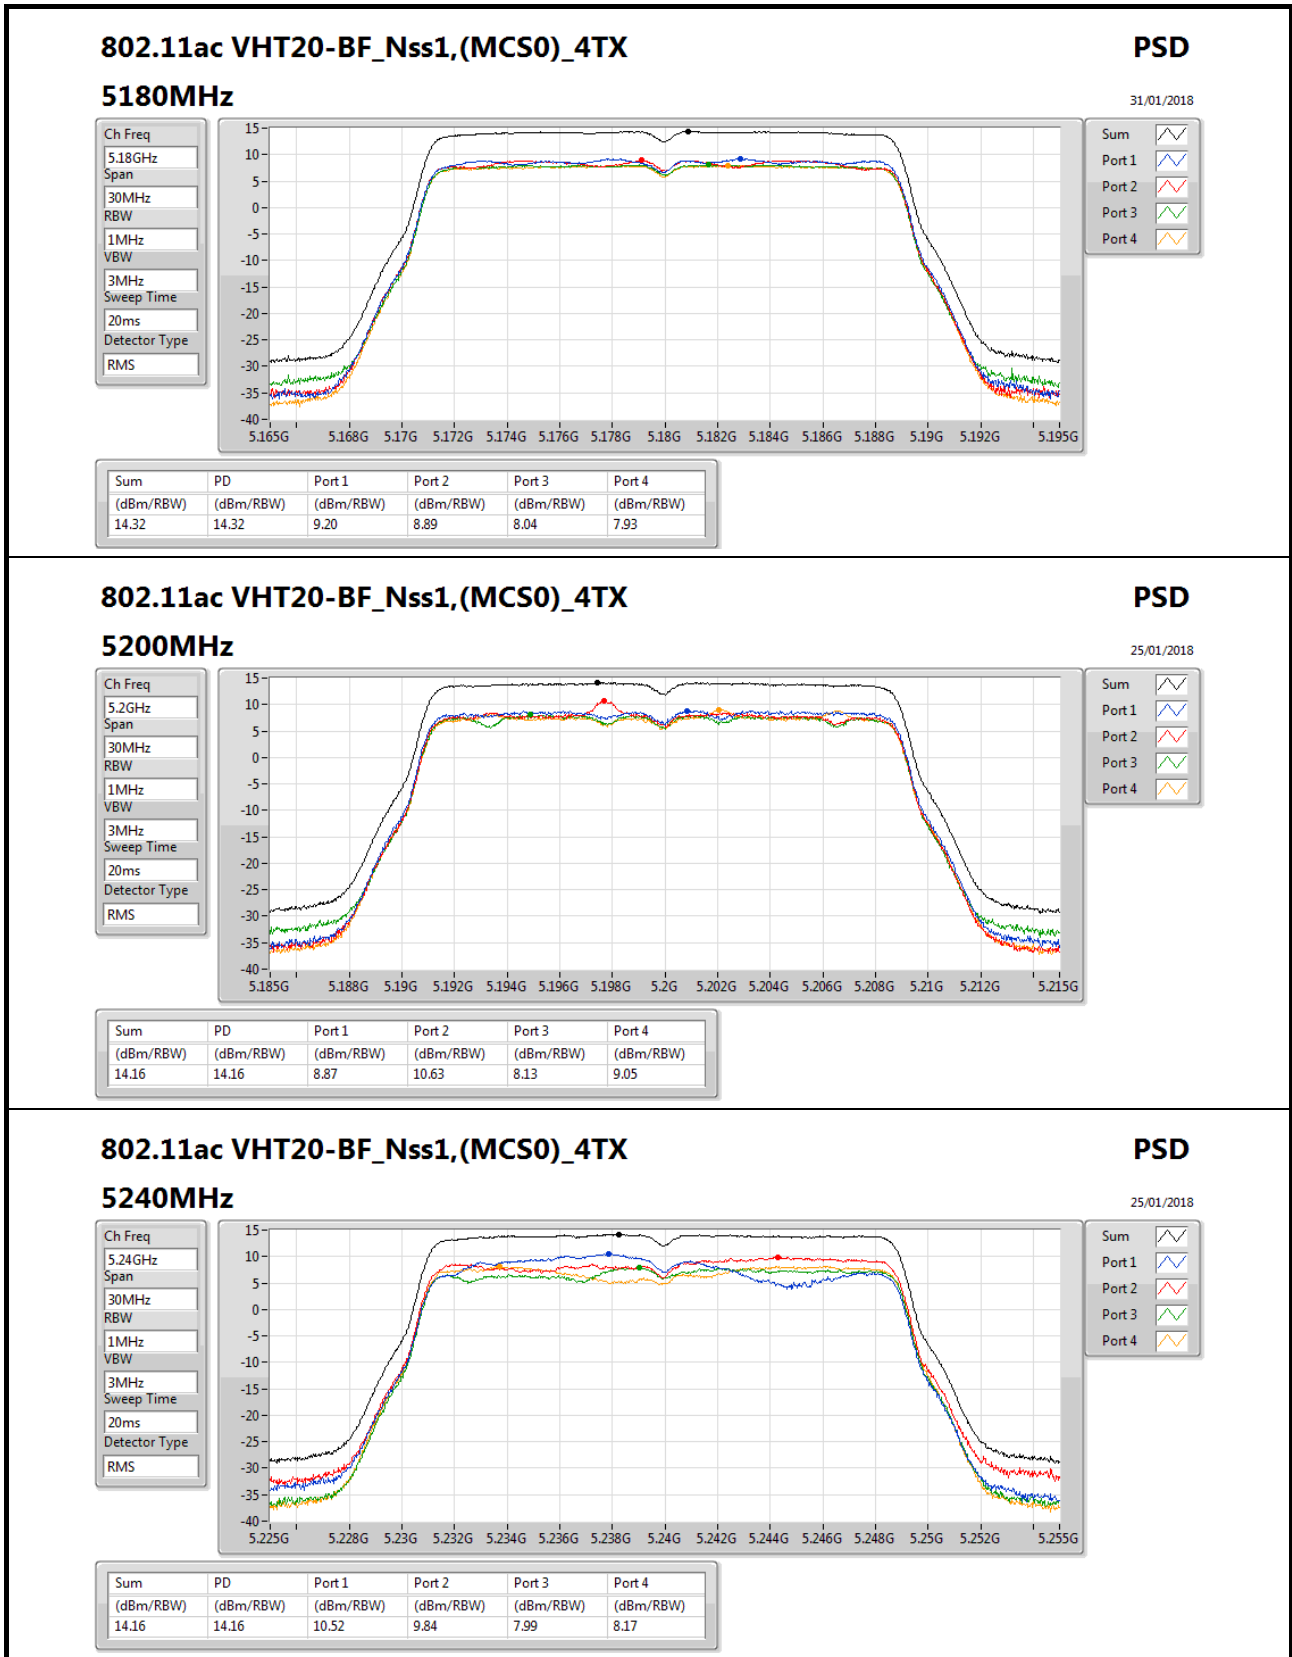 802.11ac VHT20-BF_Nss1,(MCS0)_4TX PSD
5180MHz 31/01/2018
Ch Freq
5.18GHz
Span
30MHz
RBW
1MHz
VBW
3MHz
Sweep Time
20ms
Detector Type
RMS
15
10
5
0
-5
-10
-15
-20
-25
-30
-35
-40
5.165G 5.168G 5.17G 5.172G 5.174G 5.176G 5.178G 5.18G 5.182G 5.184G 5.186G 5.188G 5.19G 5.192G 5.195G
Sum
Port 1
Port 2
Port 3
Port 4
Sum PD Port 1 Port 2 Port 3 Port 4
(dBm/RBW) (dBm/RBW) (dBm/RBW) (dBm/RBW) (dBm/RBW) (dBm/RBW)
14.32 14.32 9.20 8.89 8.04 7.93
802.11ac VHT20-BF_Nss1,(MCS0)_4TX PSD
5200MHz 25/01/2018
Ch Freq
5.2GHz
Span
30MHz
RBW
1MHz
VBW
3MHz
Sweep Time
20ms
Detector Type
RMS
15
10
5
0
-5
-10
-15
-20
-25
-30
-35
-40
5.185G 5.188G 5.19G 5.192G 5.194G 5.196G 5.198G 5.2G 5.202G 5.204G 5.206G 5.208G 5.21G 5.212G 5.215G
Sum
Port 1
Port 2
Port 3
Port 4
Sum PD Port 1 Port 2 Port 3 Port 4
(dBm/RBW) (dBm/RBW) (dBm/RBW) (dBm/RBW) (dBm/RBW) (dBm/RBW)
14.16 14.16 8.87 10.63 8.13 9.05
802.11ac VHT20-BF_Nss1,(MCS0)_4TX PSD
5240MHz 25/01/2018
Ch Freq
5.24GHz
Span
30MHz
RBW
1MHz
VBW
3MHz
Sweep Time
20ms
Detector Type
RMS
15
10
5
0
-5
-10
-15
-20
-25
-30
-35
-40
5.225G 5.228G 5.23G 5.232G 5.234G 5.236G 5.238G 5.24G 5.242G 5.244G 5.246G 5.248G 5.25G 5.252G 5.255G
Sum
Port 1
Port 2
Port 3
Port 4
Sum PD Port 1 Port 2 Port 3 Port 4
(dBm/RBW) (dBm/RBW) (dBm/RBW) (dBm/RBW) (dBm/RBW) (dBm/RBW)
14.16 14.16 10.52 9.84 7.99 8.17